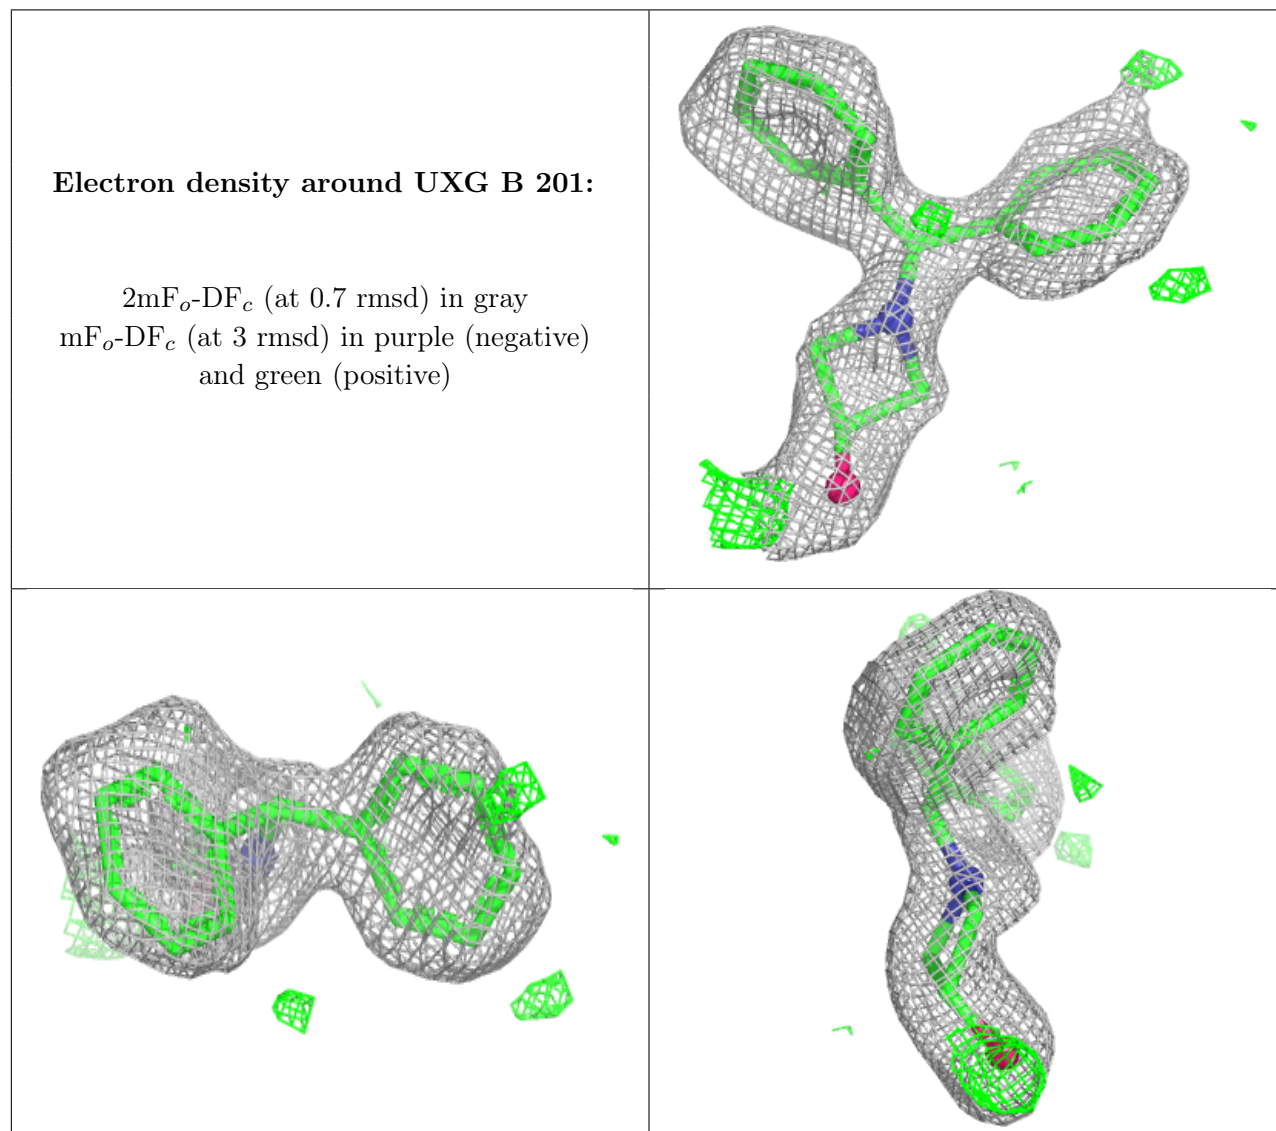 Electron density around UXG B 201:
2mFo-DFc (at 0.7 rmsd) in gray
mFo-DFc (at 3 rmsd) in purple (negative)
and green (positive)